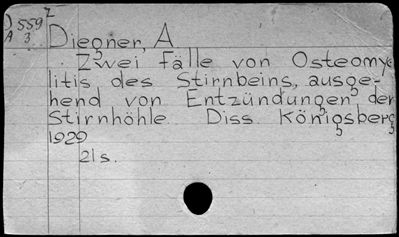 D 559 Z
A 3.
Diegner, A
Zwei Fälle von Osteomye
litis des Stirnbeins, ausge-
hend von Entzündungen der
Stirnhöhle Diss. Königsberg
1929
21s.